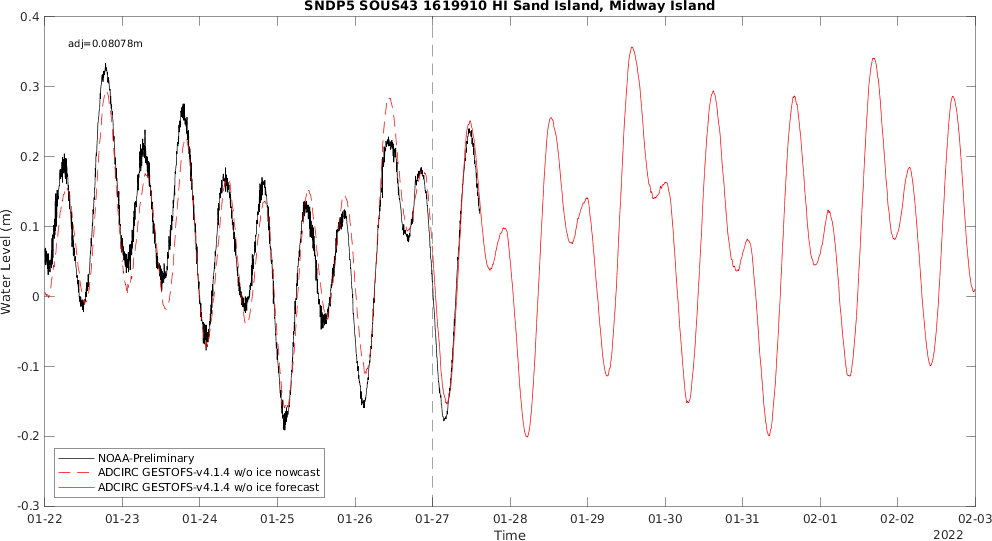 SNDP5 SOUS43 1619910 HI Sand Island, Midway Island
adj=0.08078m
Water Level (m)
0.4
0.3
0.2
0.1
0
-0.1
-0.2
-0.3
NOAA-Preliminary
ADCIRC GESTOFS-v4.1.4 w/o ice nowcast
ADCIRC GESTOFS-v4.1.4 w/o ice forecast
01-22 01-23 01-24 01-25 01-26 01-27 01-28 01-29 01-30 01-31 02-01 02-02 02-03
Time
2022